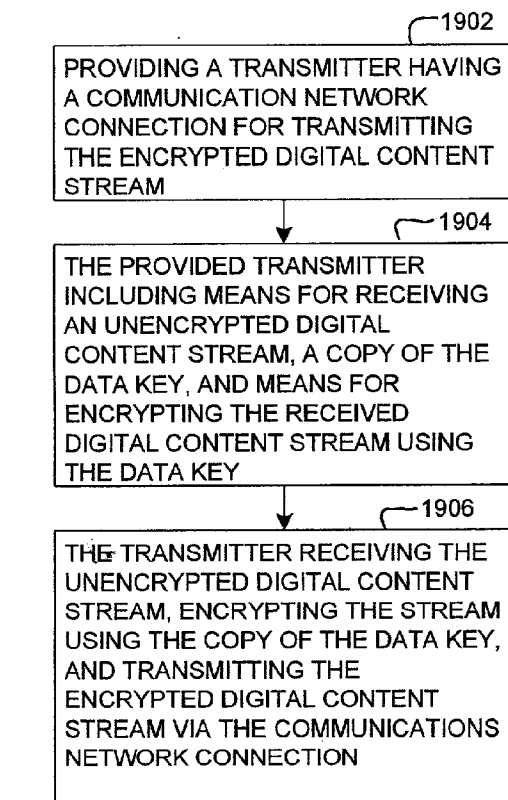 1902
PROVIDING A TRANSMITTER HAVING
A COMMUNICATION NETWORK
CONNECTION FOR TRANSMITTING
THE ENCRYPTED DIGITAL CONTENT
STREAM
1904
THE PROVIDED TRANSMITTER
INCLUDING MEANS FOR RECEIVING
AN UNENCRYPTED DIGITAL
CONTENT STREAM, A COPY OF THE
DATA KEY, AND MEANS FOR
ENCRYPTING THE RECEIVED
DIGITAL CONTENT STREAM USING
THE DATA KEY
1906
THE TRANSMITTER RECEIVING THE
UNENCRYPTED DIGITAL CONTENT
STREAM, ENCRYPTING THE STREAM
USING THE COPY OF THE DATA KEY,
AND TRANSMITTING THE
ENCRYPTED DIGITAL CONTENT
STREAM VIA THE COMMUNICATIONS
NETWORK CONNECTION